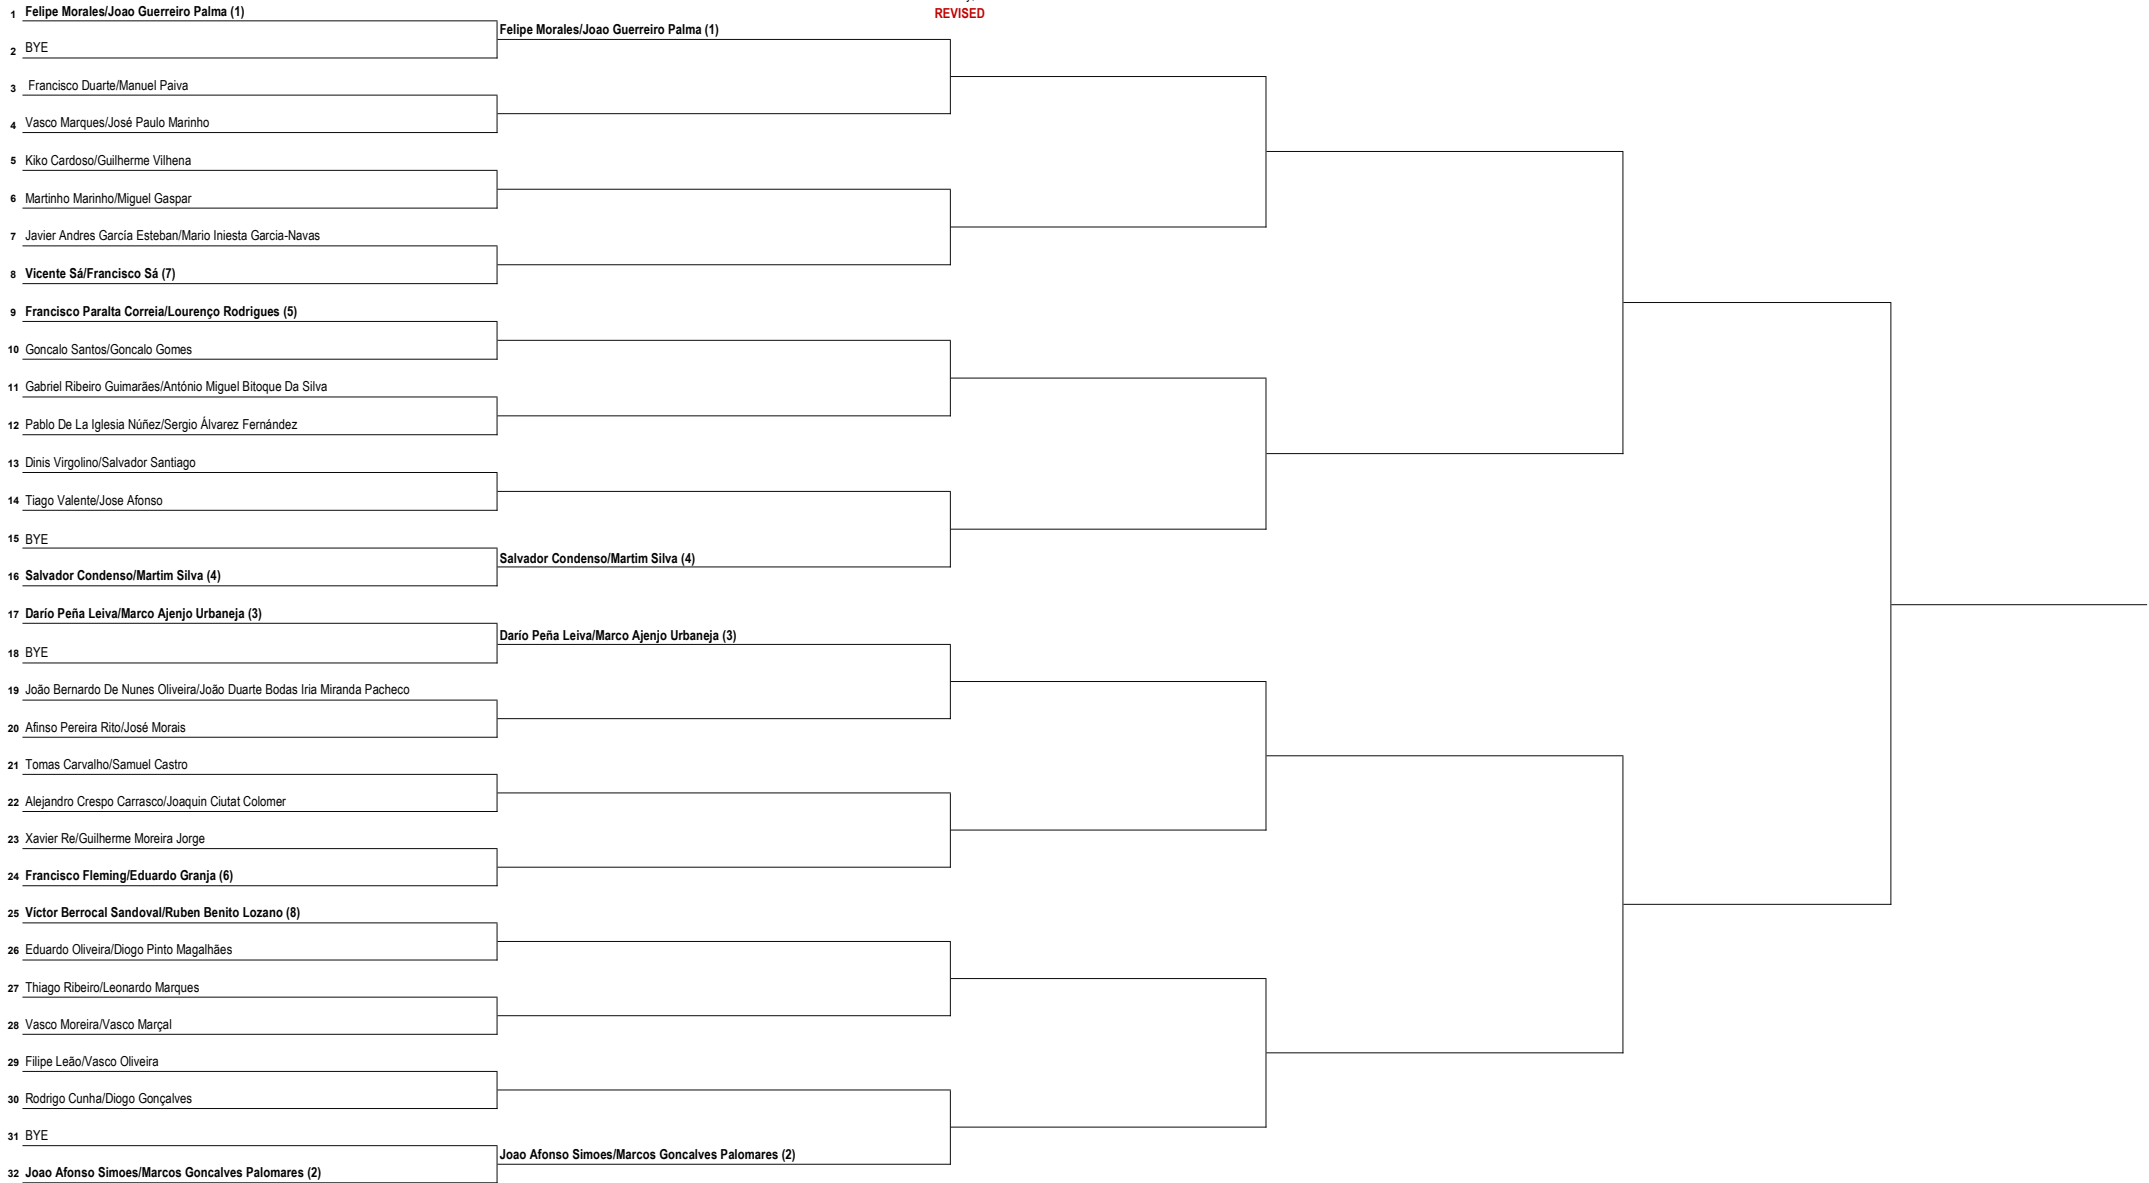 REVISED
1 Felipe Morales/Joao Guerreiro Palma (1)
Felipe Morales/Joao Guerreiro Palma (1)
2 BYE
3 Francisco Duarte/Manuel Paiva
4 Vasco Marques/José Paulo Marinho
5 Kiko Cardoso/Guilherme Vilhena
6 Martinho Marinho/Miguel Gaspar
7 Javier Andres García Esteban/Mario Iniesta Garcia-Navas
8 Vicente Sá/Francisco Sá (7)
9 Francisco Paralta Correia/Lourenço Rodrigues (5)
10 Goncalo Santos/Goncalo Gomes
11 Gabriel Ribeiro Guimarães/António Miguel Bitoque Da Silva
12 Pablo De La Iglesia Núñez/Sergio Álvarez Fernández
13 Dinis Virgolino/Salvador Santiago
14 Tiago Valente/Jose Afonso
15 BYE
Salvador Condenso/Martim Silva (4)
16 Salvador Condenso/Martim Silva (4)
17 Darío Peña Leiva/Marco Ajenjo Urbaneja (3)
Darío Peña Leiva/Marco Ajenjo Urbaneja (3)
18 BYE
19 João Bernardo De Nunes Oliveira/João Duarte Bodas Iria Miranda Pacheco
20 Afinso Pereira Rito/José Morais
21 Tomas Carvalho/Samuel Castro
22 Alejandro Crespo Carrasco/Joaquin Ciutat Colomer
23 Xavier Re/Guilherme Moreira Jorge
24 Francisco Fleming/Eduardo Granja (6)
25 Víctor Berrocal Sandoval/Ruben Benito Lozano (8)
26 Eduardo Oliveira/Diogo Pinto Magalhães
27 Thiago Ribeiro/Leonardo Marques
28 Vasco Moreira/Vasco Marçal
29 Filipe Leão/Vasco Oliveira
30 Rodrigo Cunha/Diogo Gonçalves
31 BYE
Joao Afonso Simoes/Marcos Goncalves Palomares (2)
32 Joao Afonso Simoes/Marcos Goncalves Palomares (2)